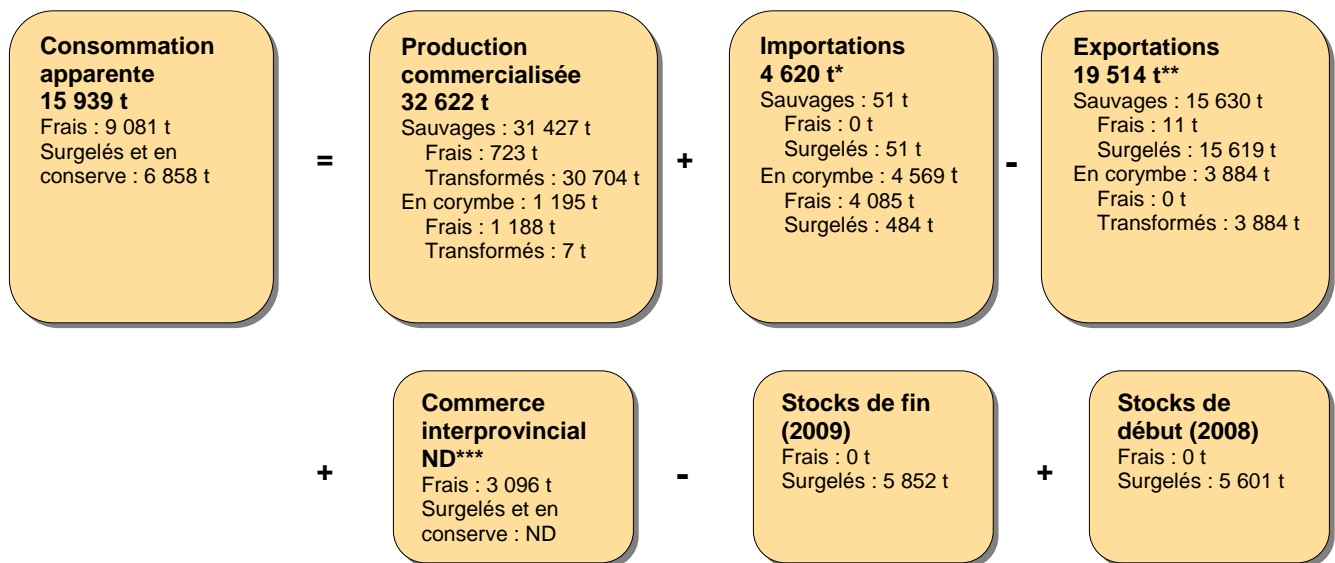 Consommation
apparente
15 939 t
Frais : 9 081 t
Surgelés et en
conserve : 6 858 t
=
Production
commercialisée
32 622 t
Sauvages : 31 427 t
Frais : 723 t
Transformés : 30 704 t
En corymbe : 1 195 t
Frais : 1 188 t
Transformés : 7 t
+
Importations
4 620 t*
Sauvages : 51 t
Frais : 0 t
Surgelés : 51 t
En corymbe : 4 569 t
Frais : 4 085 t
Surgelés : 484 t
-
Exportations
19 514 t**
Sauvages : 15 630 t
Frais : 11 t
Surgelés : 15 619 t
En corymbe : 3 884 t
Frais : 0 t
Transformés : 3 884 t
+
Commerce
interprovincial
ND***
Frais : 3 096 t
Surgelés et en
conserve : ND
-
Stocks de fin
(2009)
Frais : 0 t
Surgelés : 5 852 t
+
Stocks de
début (2008)
Frais : 0 t
Surgelés : 5 601 t